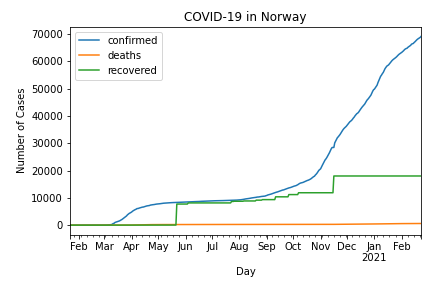 COVID-19 in Norway
70000
60000
50000
40000
30000
20000
10000
0
Number of Cases
confirmed
deaths
recovered
Feb Mar Apr May Jun Jul Aug Sep Oct Nov Dec Jan Feb
2021
Day